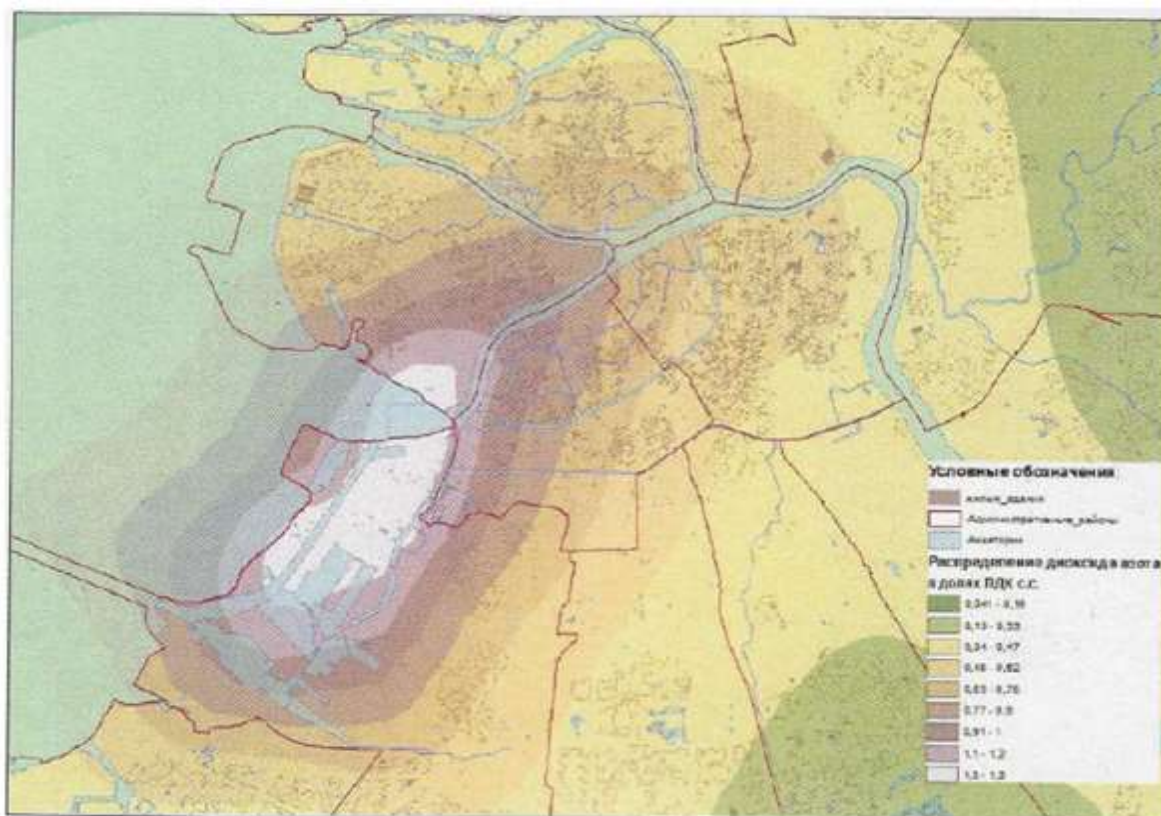 Условные обозначения
жилые_здания
Административные_районы
Акватории
Распределение диоксида азота
в долях ПДК с.с.
0,34 - 0,47
0,48 - 0,62
0,63 - 0,76
0,77 - 0,9
0,91 - 1
1,1 - 1,2